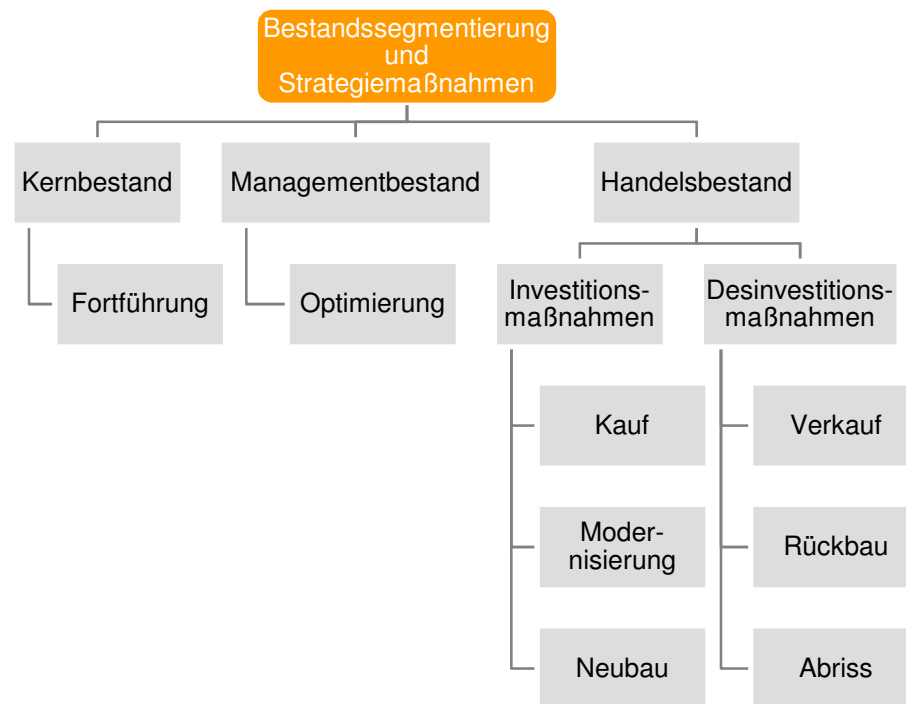 Bestandssegmentierung
und
Strategiemaßnahmen
Kernbestand
Managementbestand
Handelsbestand
Fortführung
Optimierung
Investitions-
maßnahmen
Desinvestitions-
maßnahmen
Kauf
Verkauf
Moder-
nisierung
Rückbau
Neubau
Abriss